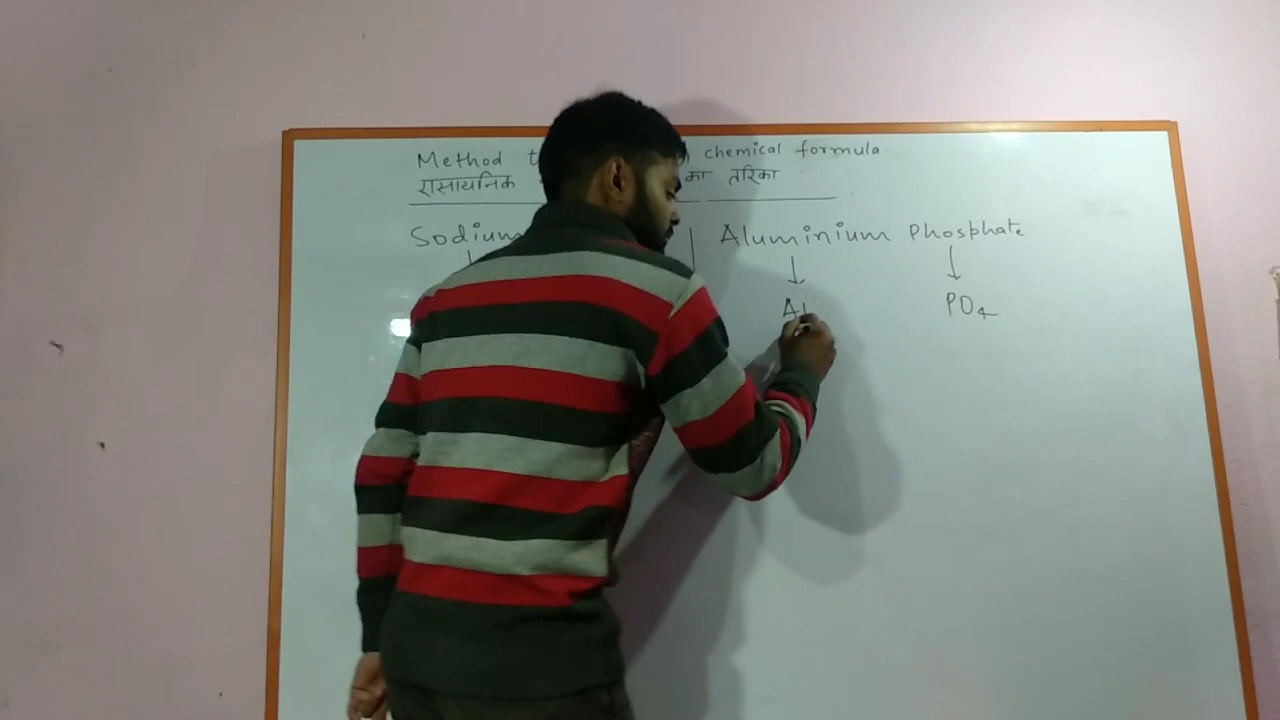 Method chemical formula
रासायनिक का तरिका
Sodium Aluminium Phosphate
Al PO4